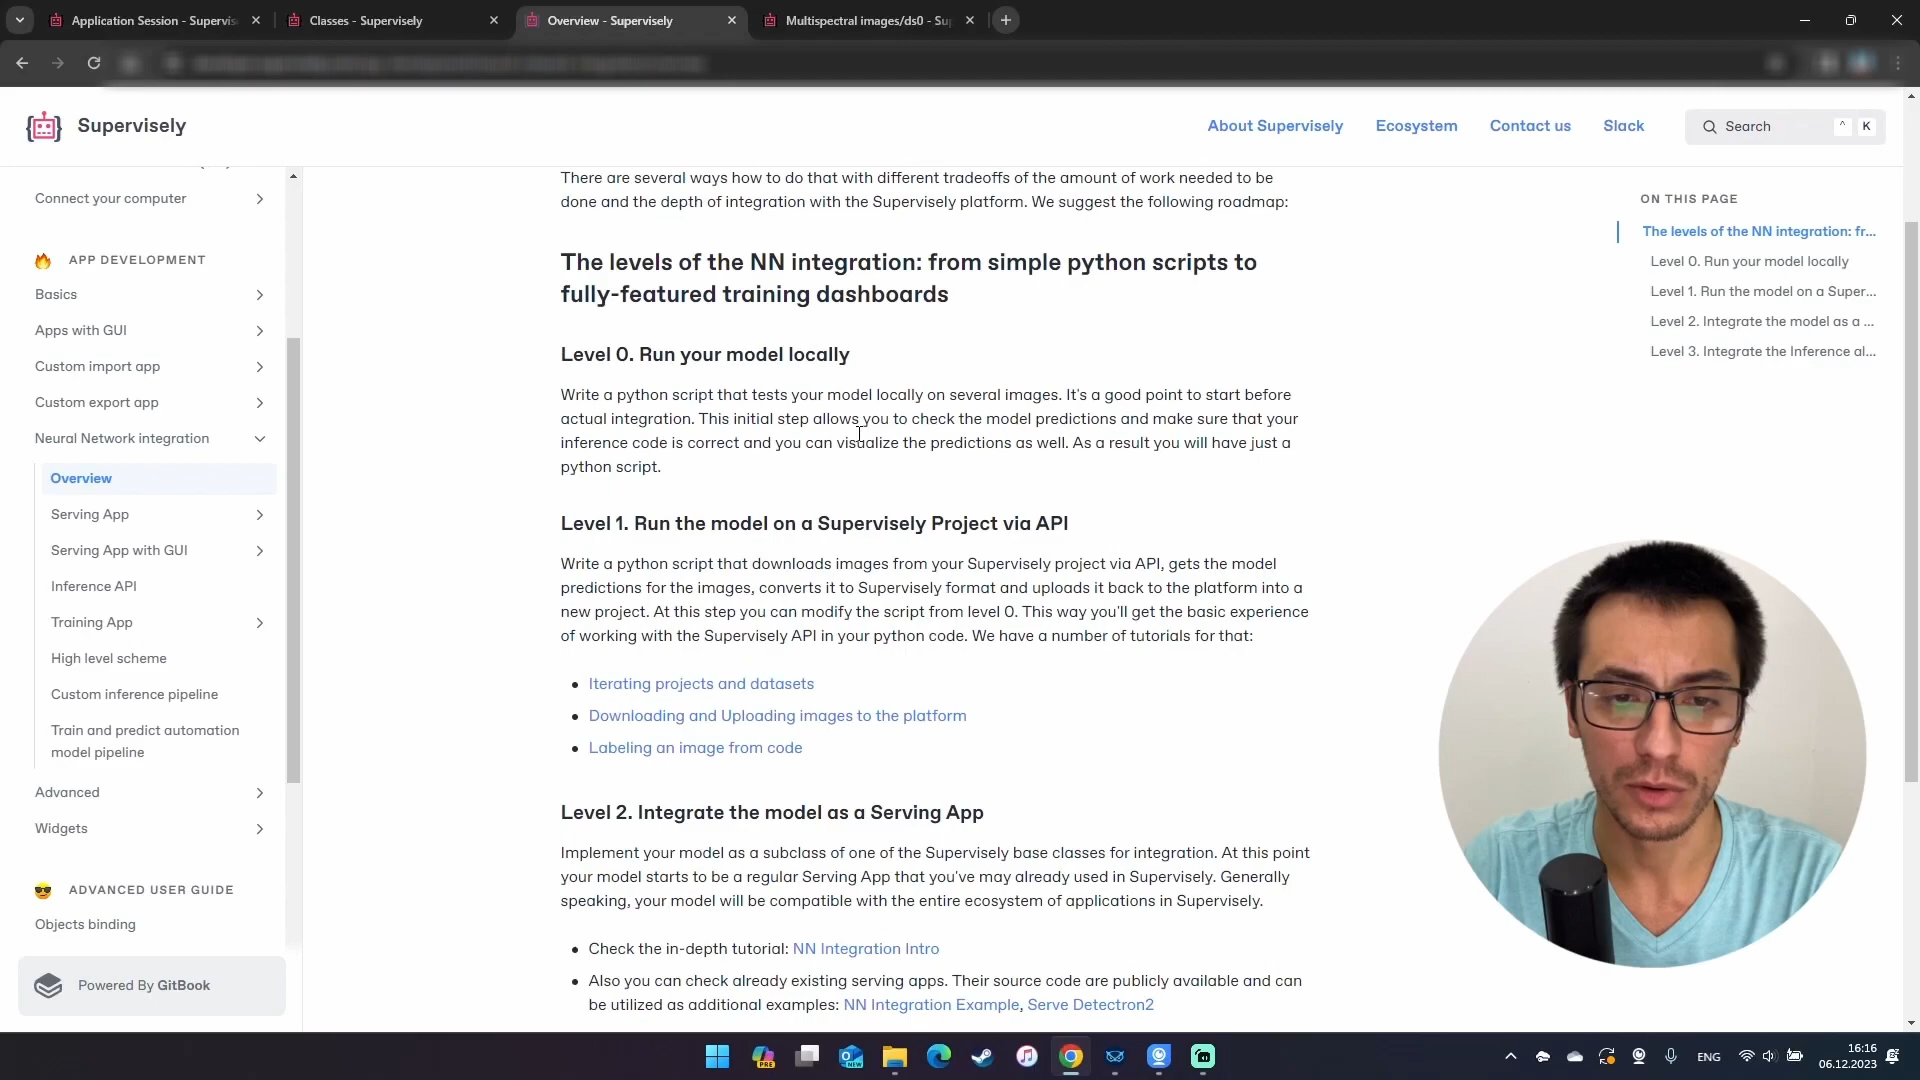 Application Session - Supervise
Classes - Supervisely
Overview - Supervisely
Multispectral images/ds0 - Sup
Supervisely
About Supervisely
Ecosystem
Contact us
Slack
Search
^
K
Connect your computer
APP DEVELOPMENT
Basics
Apps with GUI
Custom import app
Custom export app
Neural Network integration
Overview
Serving App
Serving App with GUI
Inference API
Training App
High level scheme
Custom inference pipeline
Train and predict automation
model pipeline
Advanced
Widgets
ADVANCED USER GUIDE
Objects binding
Powered By GitBook
There are several ways how to do that with different tradeoffs of the amount of work needed to be
done and the depth of integration with the Supervisely platform. We suggest the following roadmap:
The levels of the NN integration: from simple python scripts to
fully-featured training dashboards
Level 0. Run your model locally
Write a python script that tests your model locally on several images. It's a good point to start before
actual integration. This initial step allows you to check the model predictions and make sure that your
inference code is correct and you can visualize the predictions as well. As a result you will have just a
python script.
Level 1. Run the model on a Supervisely Project via API
Write a python script that downloads images from your Supervisely project via API, gets the model
predictions for the images, converts it to Supervisely format and uploads it back to the platform into a
new project. At this step you can modify the script from level 0. This way you'll get the basic experience
of working with the Supervisely API in your python code. We have a number of tutorials for that:
• Iterating projects and datasets
• Downloading and Uploading images to the platform
• Labeling an image from code
Level 2. Integrate the model as a Serving App
Implement your model as a subclass of one of the Supervisely base classes for integration. At this point
your model starts to be a regular Serving App that you've may already used in Supervisely. Generally
speaking, your model will be compatible with the entire ecosystem of applications in Supervisely.
• Check the in-depth tutorial: NN Integration Intro
• Also you can check already existing serving apps. Their source code are publicly available and can
be utilized as additional examples: NN Integration Example, Serve Detectron2
ON THIS PAGE
The levels of the NN integration: fr...
Level 0. Run your model locally
Level 1. Run the model on a Super...
Level 2. Integrate the model as a ...
Level 3. Integrate the Inference al...
PRE
ENG
16:16
06.12.2023